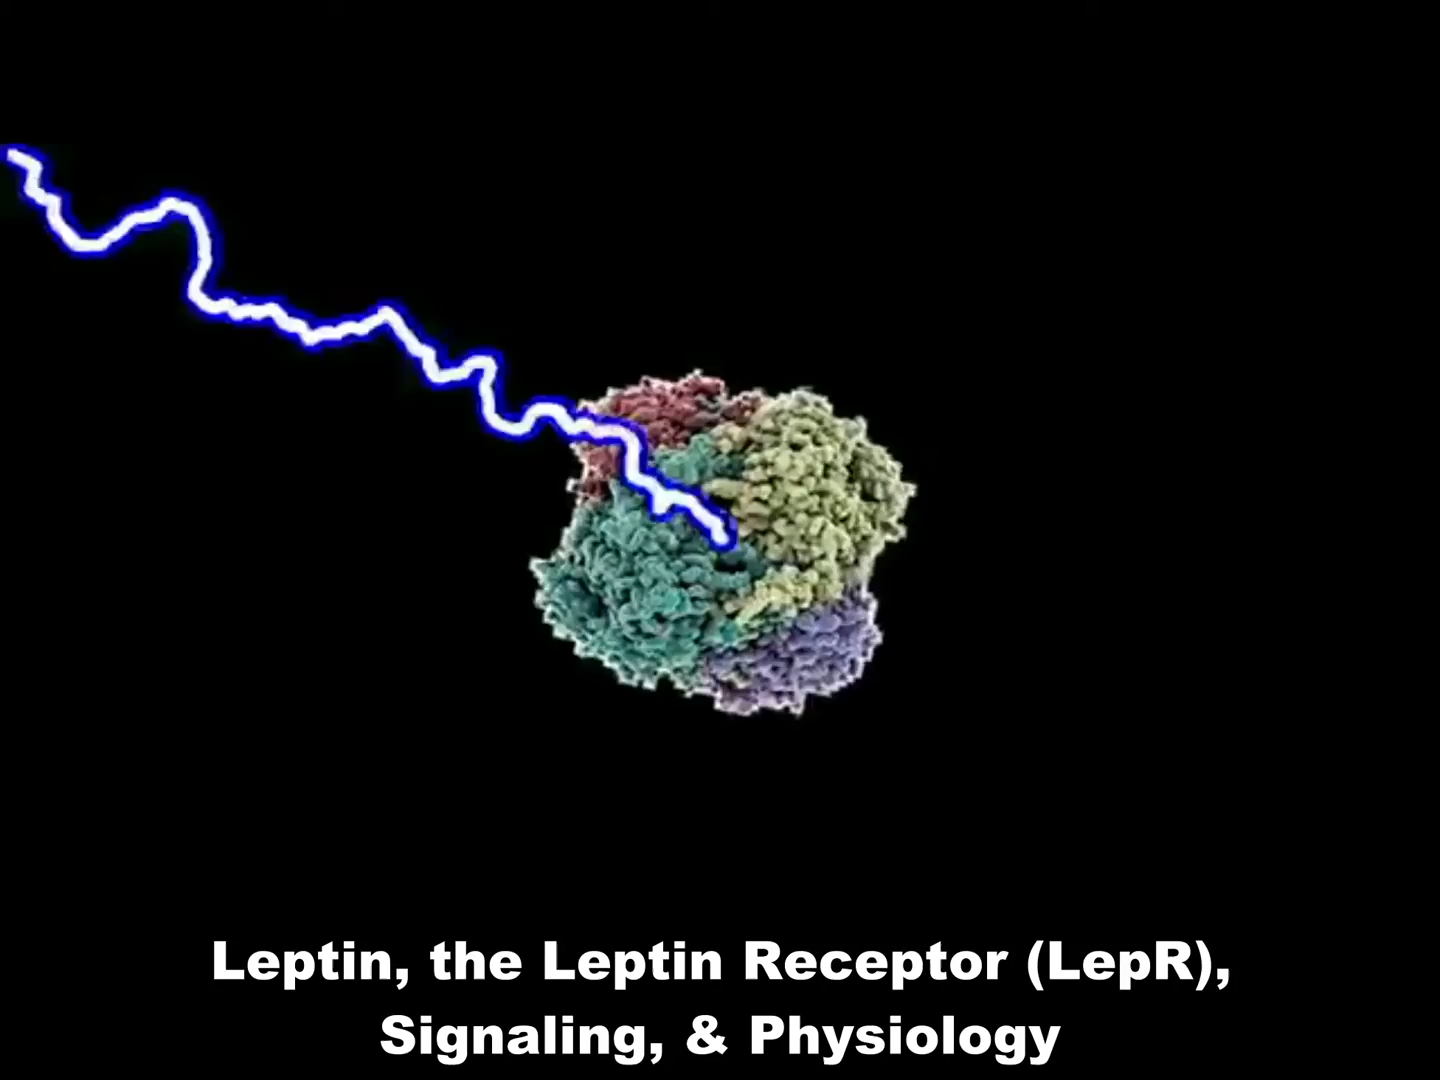 Leptin, the Leptin Receptor (LepR),
Signaling, & Physiology